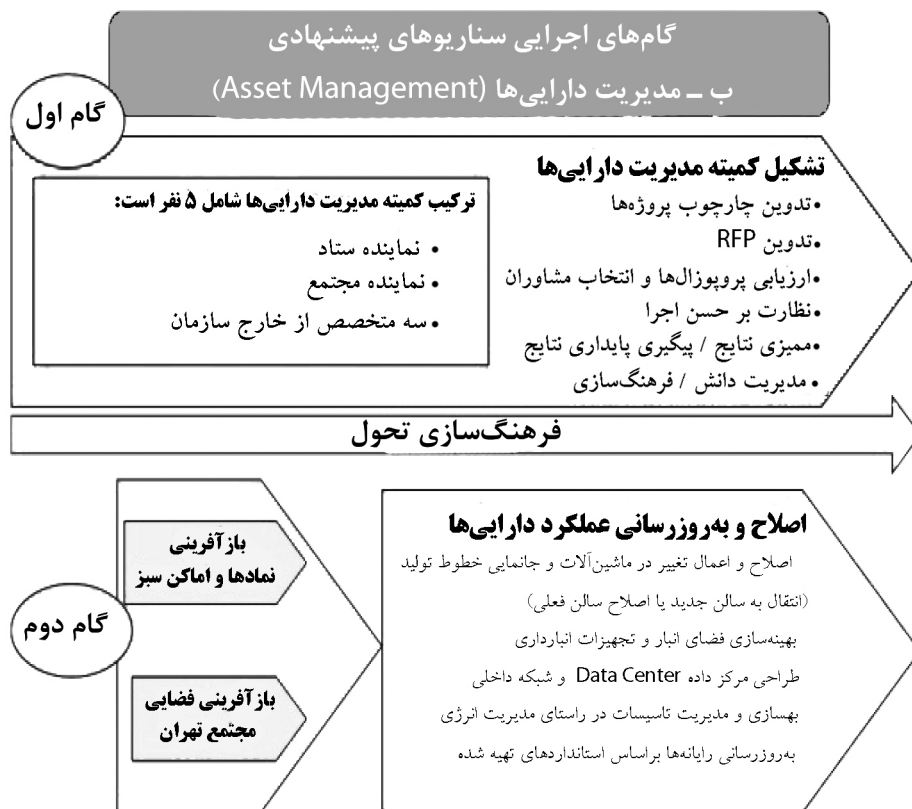 گام‌های اجرایی سناریوهای پیشنهادی
ب ـ مدیریت دارایی‌ها (Asset Management)
گام اول
تشکیل کمیته مدیریت دارایی‌ها
•تدوین چارچوب پروژه‌ها
•تدوین RFP
•ارزیابی پروپوزال‌ها و انتخاب مشاوران
•نظارت بر حسن اجرا
•ممیزی نتایج / پیگیری پایداری نتایج
•مدیریت دانش / فرهنگ‌سازی
ترکیب کمیته مدیریت دارایی‌ها شامل ۵ نفر است:
• نماینده ستاد
• نماینده مجتمع
• سه متخصص از خارج سازمان
فرهنگ‌سازی تحول
گام دوم
بازآفرینی
نمادها و اماکن سبز
بازآفرینی فضایی
مجتمع تهران
اصلاح و به‌روزرسانی عملکرد دارایی‌ها
اصلاح و اعمال تغییر در ماشین‌آلات و جانمایی خطوط تولید
(انتقال به سالن جدید یا اصلاح سالن فعلی)
بهینه‌سازی فضای انبار و تجهیزات انبارداری
طراحی مرکز داده Data Center و شبکه داخلی
بهسازی و مدیریت تاسیسات در راستای مدیریت انرژی
به‌روزرسانی رایانه‌ها براساس استانداردهای تهیه شده